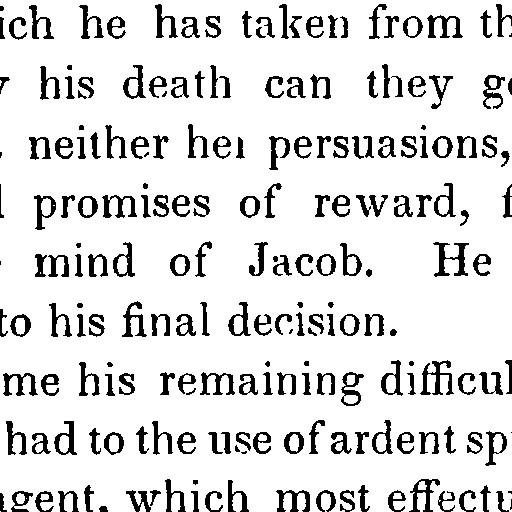 ich he has taken from th
his death can they g
neither her persuasions,
promises of reward,
mind of Jacob. He
to his final decision.
me his remaining difficul
had to the use of ardent sp
agent, which most effectu